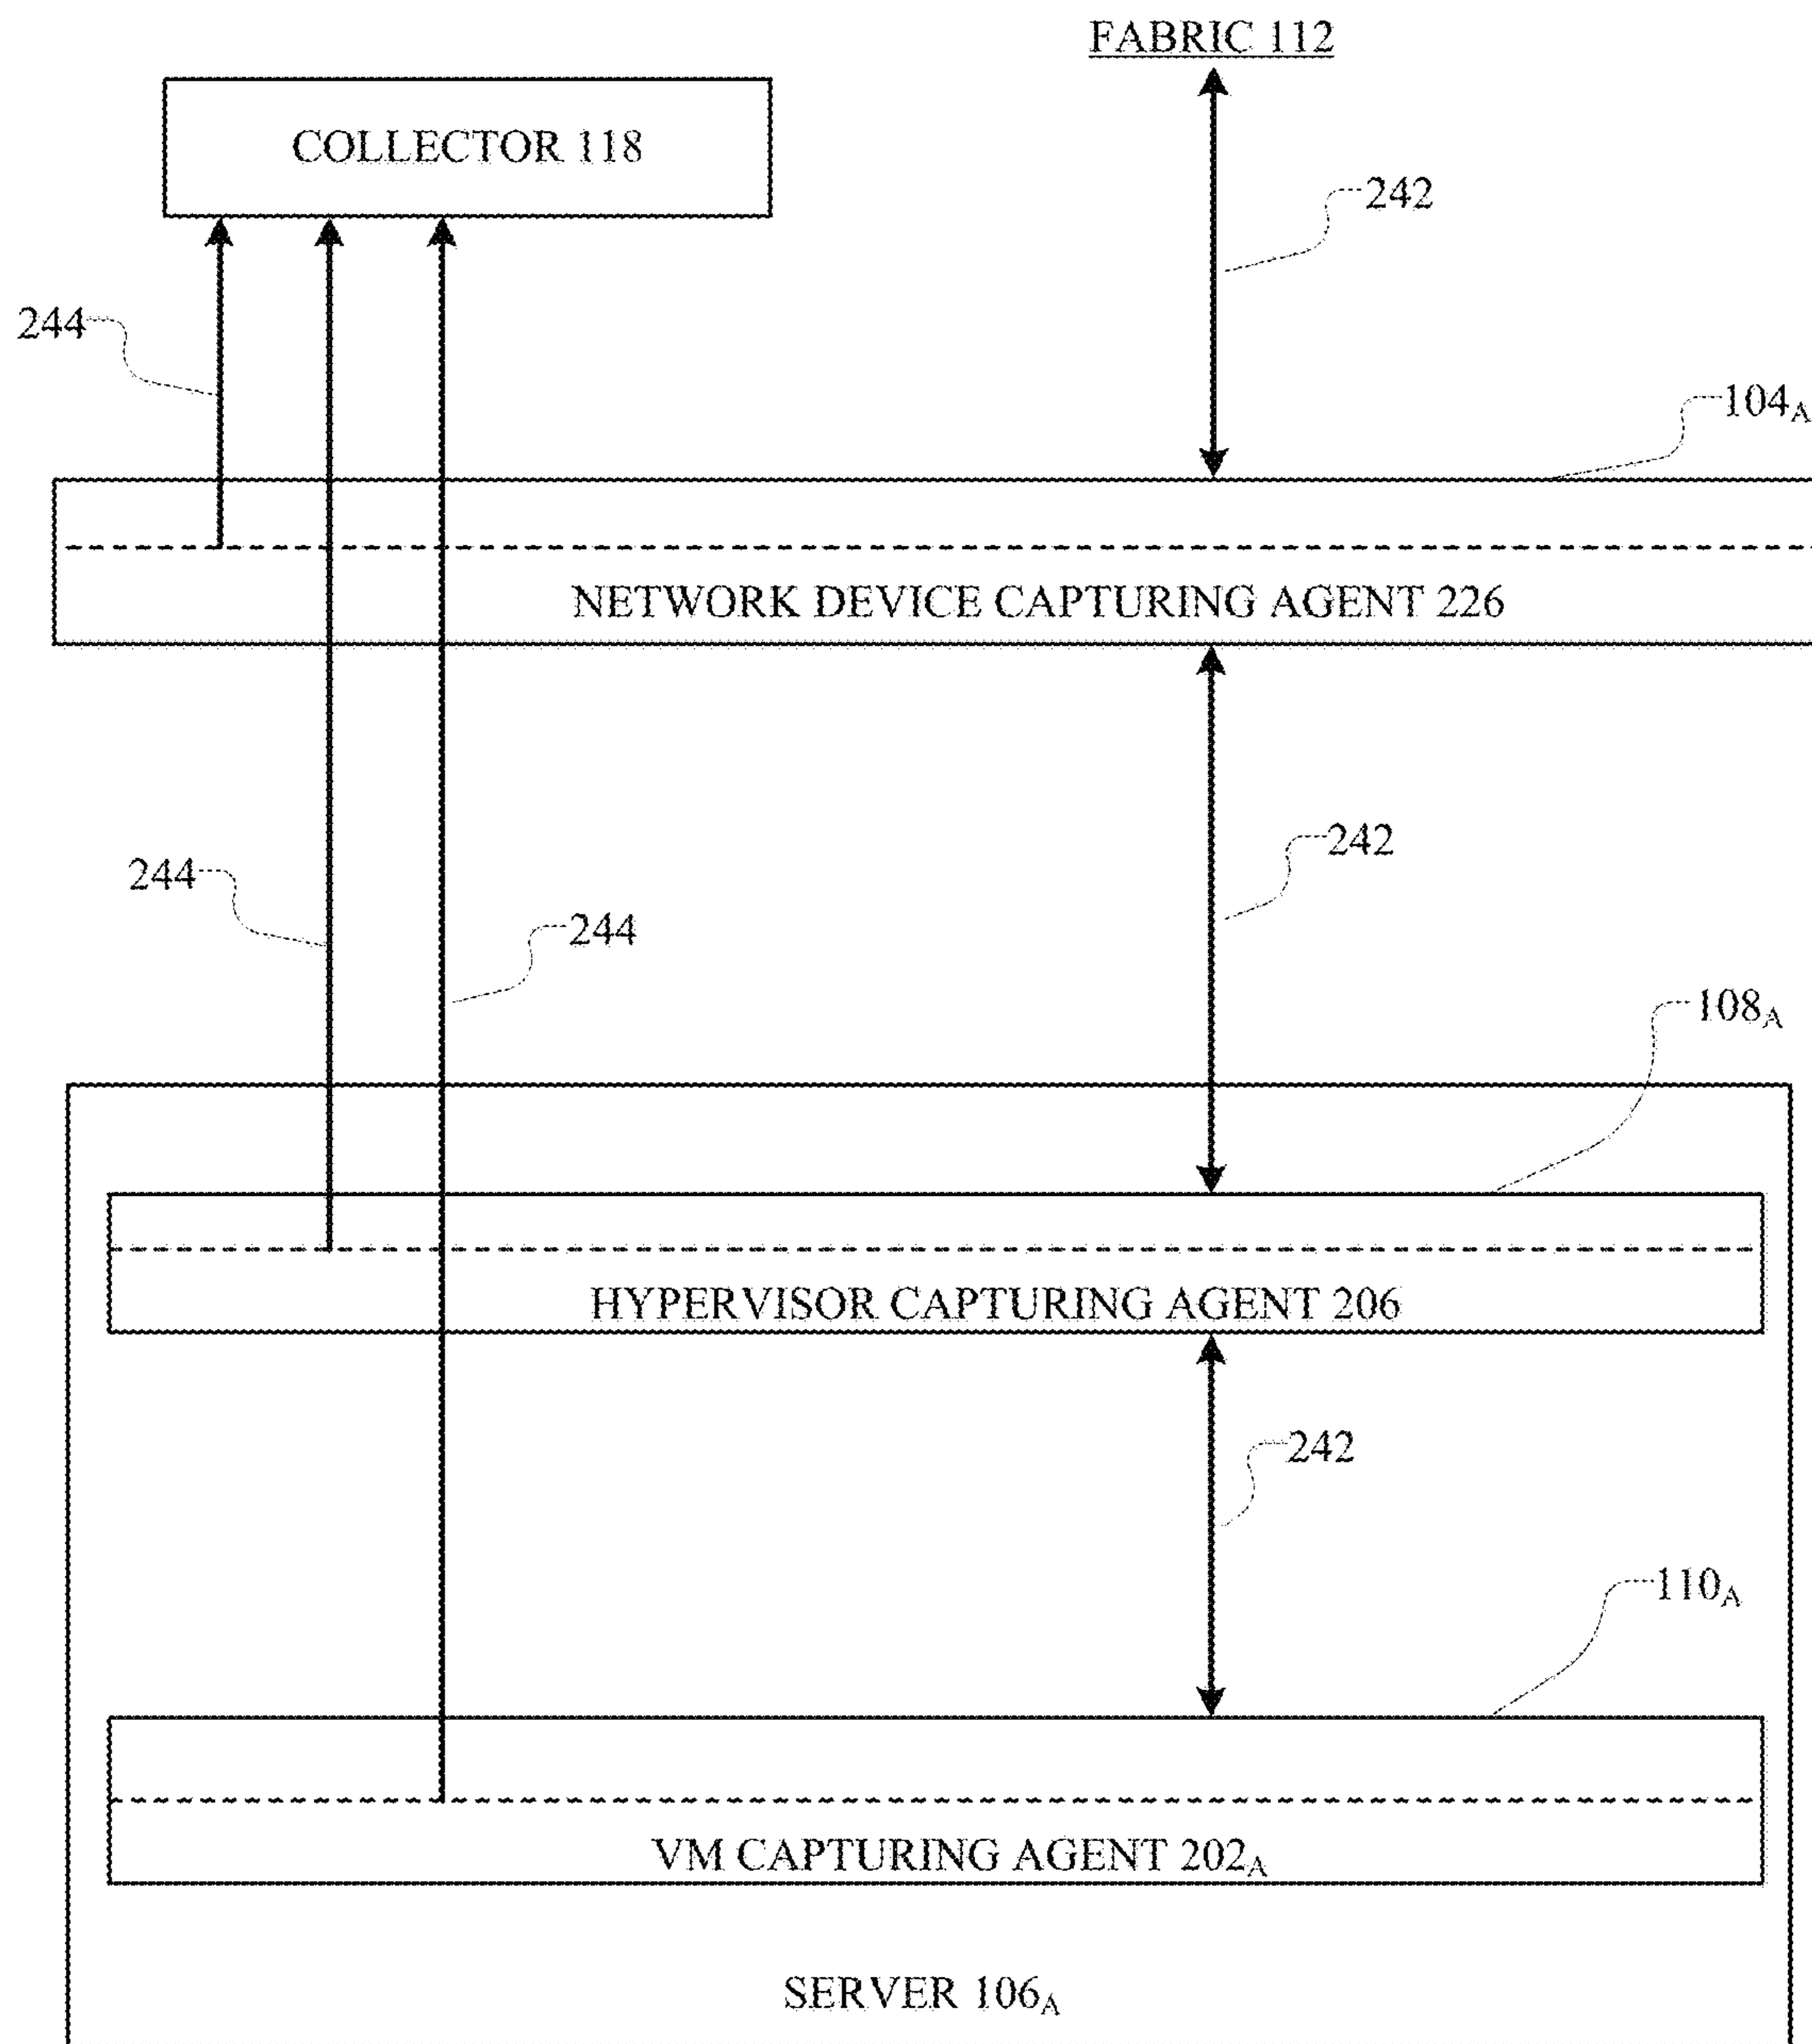 FABRIC 112
COLLECTOR 118
242
244
104A
NETWORK DEVICE CAPTURING AGENT 226
242
244
244
108A
HYPERVISOR CAPTURING AGENT 206
242
110A
VM CAPTURING AGENT 202A
SERVER 106A